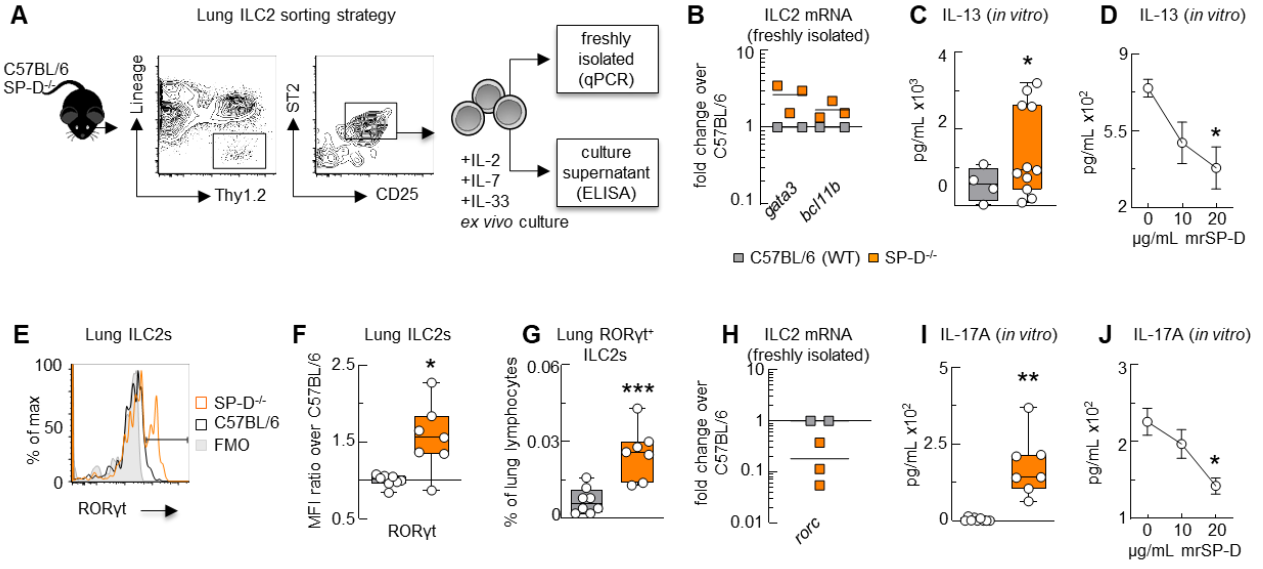 A
Lung ILC2 sorting strategy
C57BL/6
SP-D-/-
Lineage
Thy1.2
ST2
CD25
+IL-2
+IL-7
+IL-33
ex vivo culture
freshly
isolated
(qPCR)
culture
supernatant
(ELISA)
B
ILC2 mRNA
(freshly isolated)
fold change over
C57BL/6
10
1
0.1
gata3
bcl11b
C57BL/6 (WT)
SP-D-/-
C
IL-13 (in vitro)
pg/mL x10³
4
2
0
*
D
IL-13 (in vitro)
pg/mL x10²
9
5.5
2
*
0 10 20
µg/mL mrSP-D
E
Lung ILC2s
% of max
100
50
0
RORγt
SP-D-/-
C57BL/6
FMO
F
Lung ILC2s
MFI ratio over C57BL/6
2.5
1.5
0.5
*
RORγt
G
Lung RORγt+
ILC2s
% of lung lymphocytes
0.06
0.03
0
***
H
ILC2 mRNA
(freshly isolated)
fold change over
C57BL/6
10
1
0.1
0.01
rorc
I
IL-17A (in vitro)
pg/mL x10²
5
2.5
0
**
J
IL-17A (in vitro)
pg/mL x10²
3
2
1
*
0 10 20
µg/mL mrSP-D